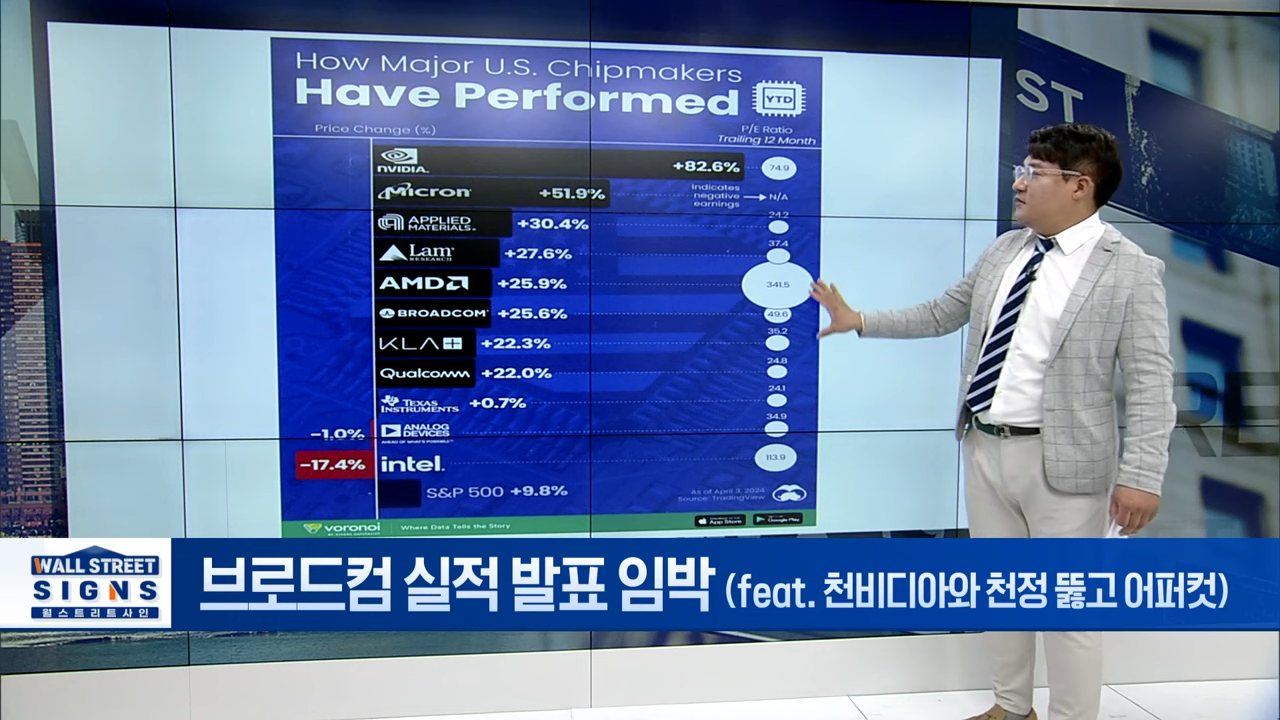 How Major U.S. Chipmakers
Have Performed
YTD
Price Change (%)
P/E Ratio
Trailing 12 Month
NVIDIA. +82.6% 74.9
Micron +51.9% Indicates negative earnings N/A
APPLIED MATERIALS +30.4% 24.2
Lam RESEARCH +27.6% 37.4
AMD +25.9% 341.5
BROADCOM +25.6% 49.6
KLA +22.3% 35.2
Qualcomm +22.0% 24.8
TEXAS INSTRUMENTS +0.7% 24.1
-1.0% ANALOG DEVICES 34.9
AHEAD OF WHAT'S POSSIBLE
-17.4% intel. 113.9
S&P 500 +9.8%
As of April 3, 2024
Source: TradingView
voronoi Where Data Tells the Story
App Store Google Play
ST
RE
WALL STREET
SIGNS
월스트리트사인
브로드컴 실적 발표 임박 (feat. 천비디아와 천정 뚫고 어퍼컷)